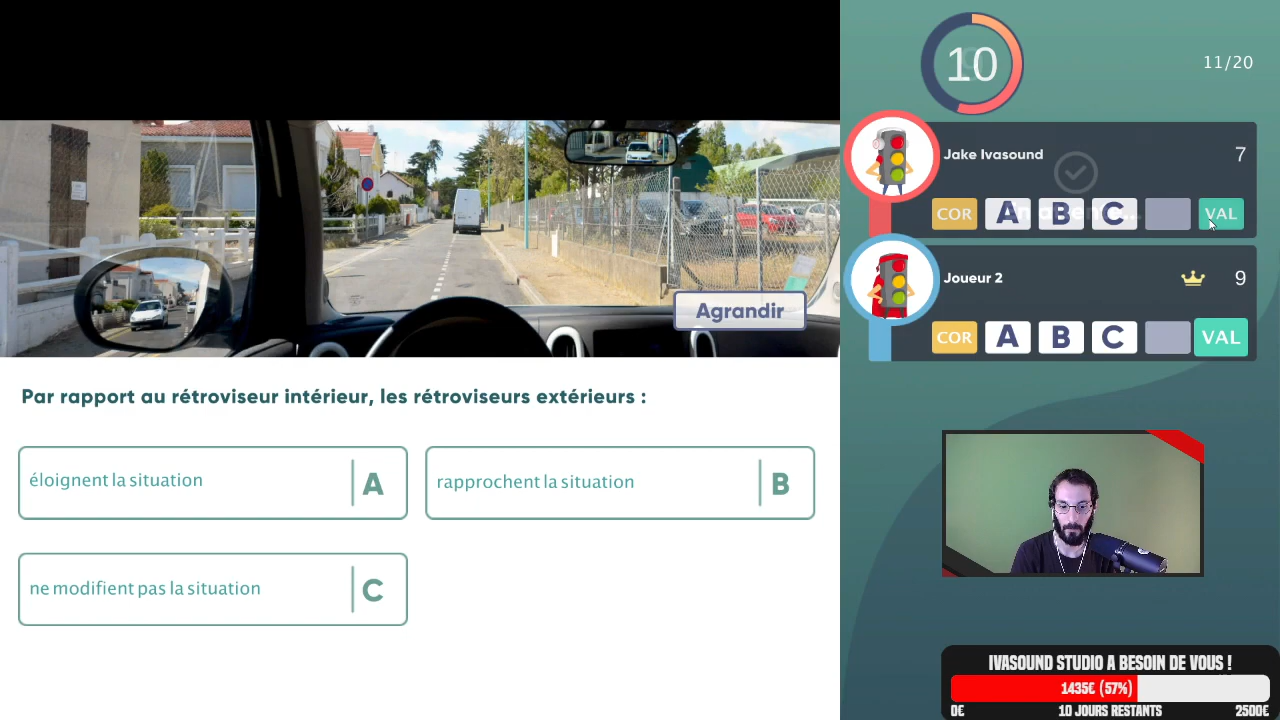 10
11/20
Jake Ivasound
7
COR
A
B
C
VAL
Joueur 2
9
COR
A
B
C
VAL
Agrandir
Par rapport au rétroviseur intérieur, les rétroviseurs extérieurs :
éloignent la situation
A
rapprochent la situation
B
ne modifient pas la situation
C
IVASOUND STUDIO A BESOIN DE VOUS !
1435€ (57%)
0€
10 JOURS RESTANTS
2500€